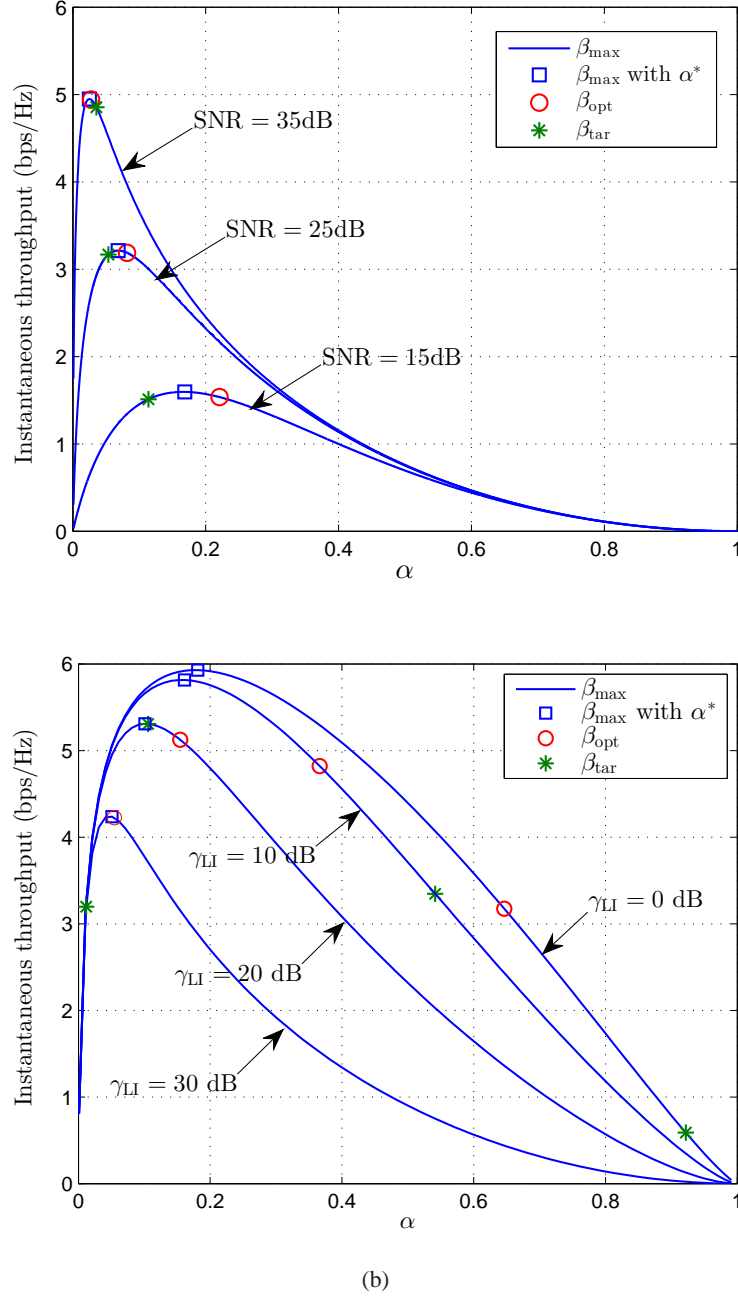 6
5
4
3
2
1
0
0
0.2
0.4
0.6
0.8
1
α
Instantaneous throughput (bps/Hz)
β_max
β_max with α*
β_opt
β_tar
SNR = 35dB
SNR = 25dB
SNR = 15dB
6
5
4
3
2
1
0
0
0.2
0.4
0.6
0.8
1
α
Instantaneous throughput (bps/Hz)
β_max
β_max with α*
β_opt
β_tar
γ_LI = 10 dB
γ_LI = 0 dB
γ_LI = 20 dB
γ_LI = 30 dB
(b)